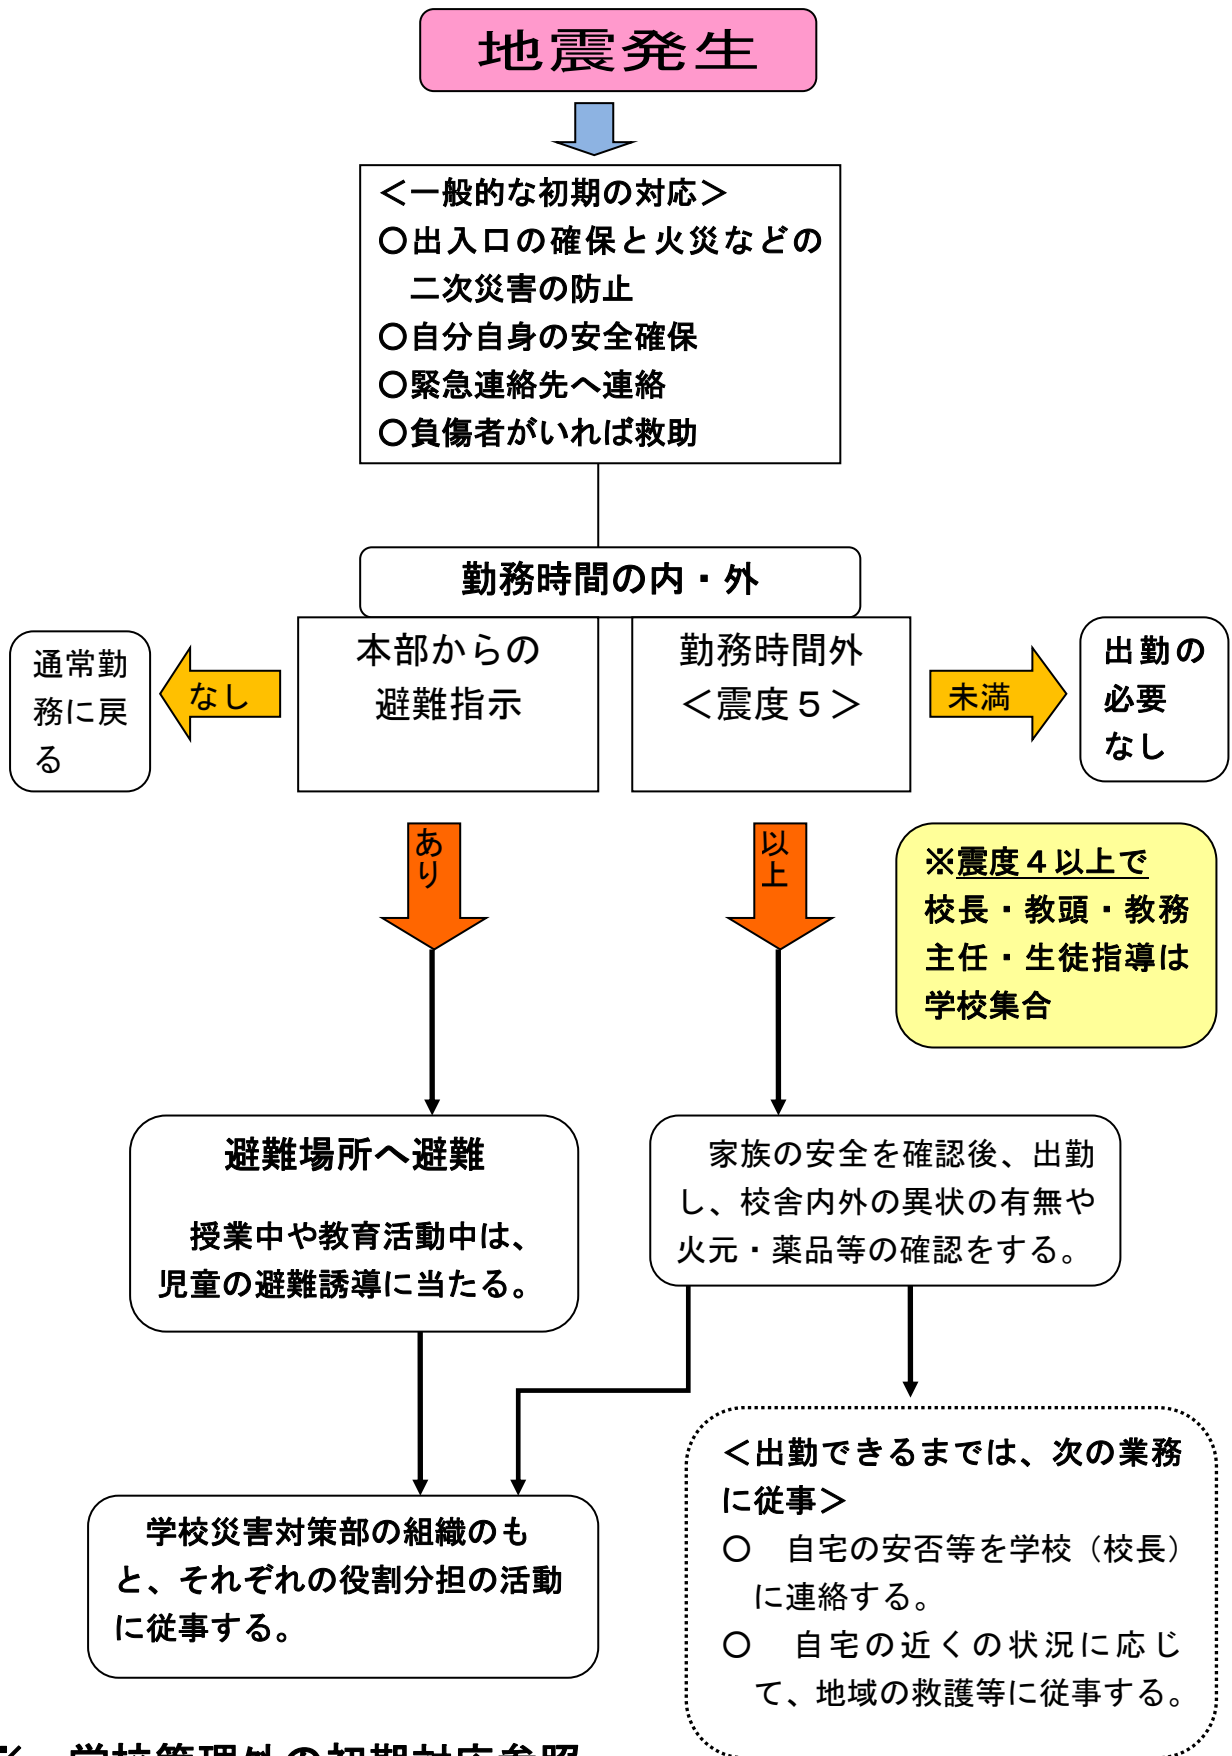 地震発生
＜一般的な初期の対応＞
○出入口の確保と火災などの
二次災害の防止
○自分自身の安全確保
○緊急連絡先へ連絡
○負傷者がいれば救助
勤務時間の内・外
通常勤
務に戻
る
なし
本部からの
避難指示
勤務時間外
＜震度５＞
未満
出勤の
必要
なし
あり
以上
※震度４以上で
校長・教頭・教務
主任・生徒指導は
学校集合
避難場所へ避難
授業中や教育活動中は、
児童の避難誘導に当たる。
家族の安全を確認後、出勤
し、校舎内外の異状の有無や
火元・薬品等の確認をする。
学校災害対策部の組織のも
と、それぞれの役割分担の活動
に従事する。
＜出勤できるまでは、次の業務
に従事＞
○　自宅の安否等を学校（校長）
に連絡する。
○　自宅の近くの状況に応じ
て、地域の救護等に従事する。
※　学校管理外の初期対応参照